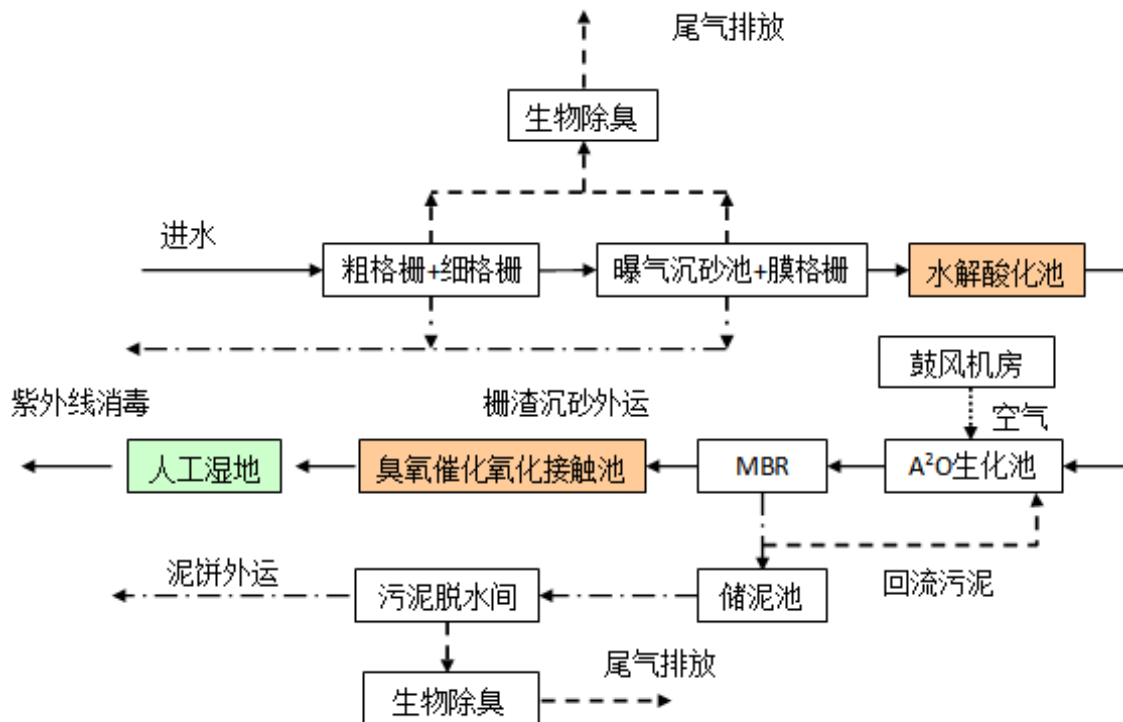 尾气排放
生物除臭
进水
粗格栅+细格栅
曝气沉砂池+膜格栅
水解酸化池
鼓风机房
紫外线消毒
栅渣沉砂外运
空气
人工湿地
臭氧催化氧化接触池
MBR
A²O生化池
泥饼外运
污泥脱水间
储泥池
回流污泥
尾气排放
生物除臭